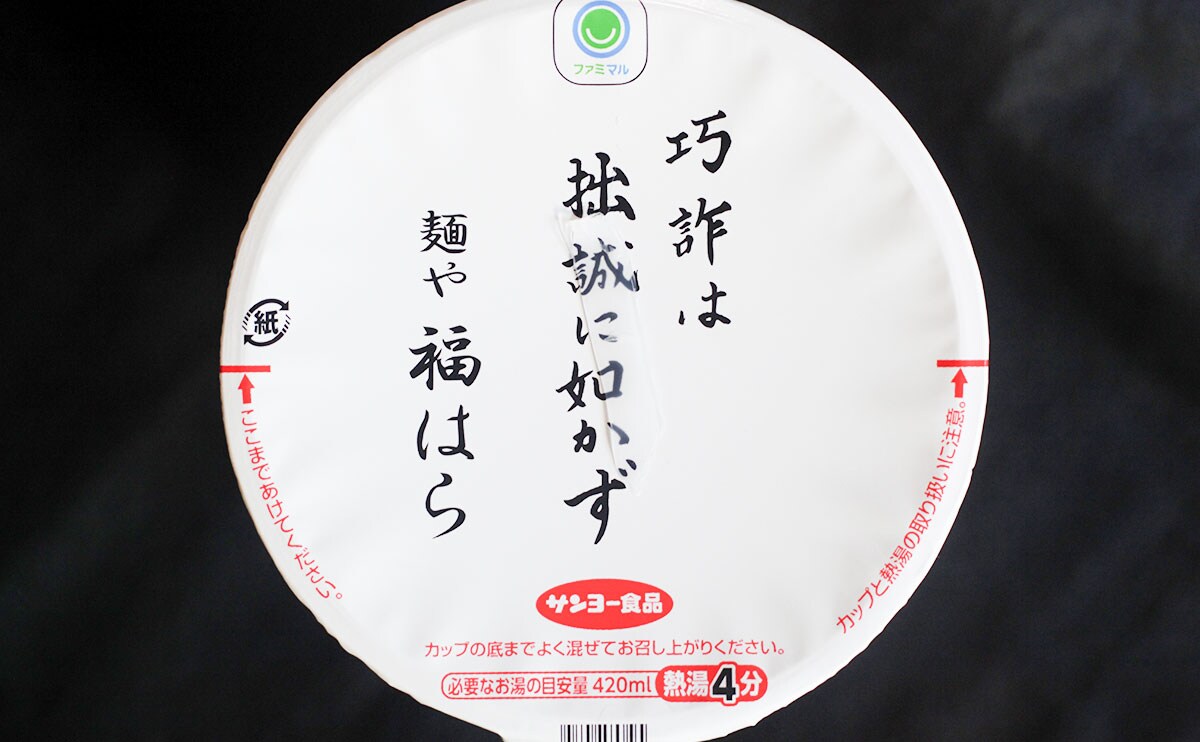 ファミマル
巧詐は
拙誠に如かず
麺や 福はら
紙
ここまであけてください。
カップと熱湯の取り扱いに注意。
サンヨー食品
カップの底までよく混ぜてお召し上がりください。
必要なお湯の目安量 420ml 熱湯4分